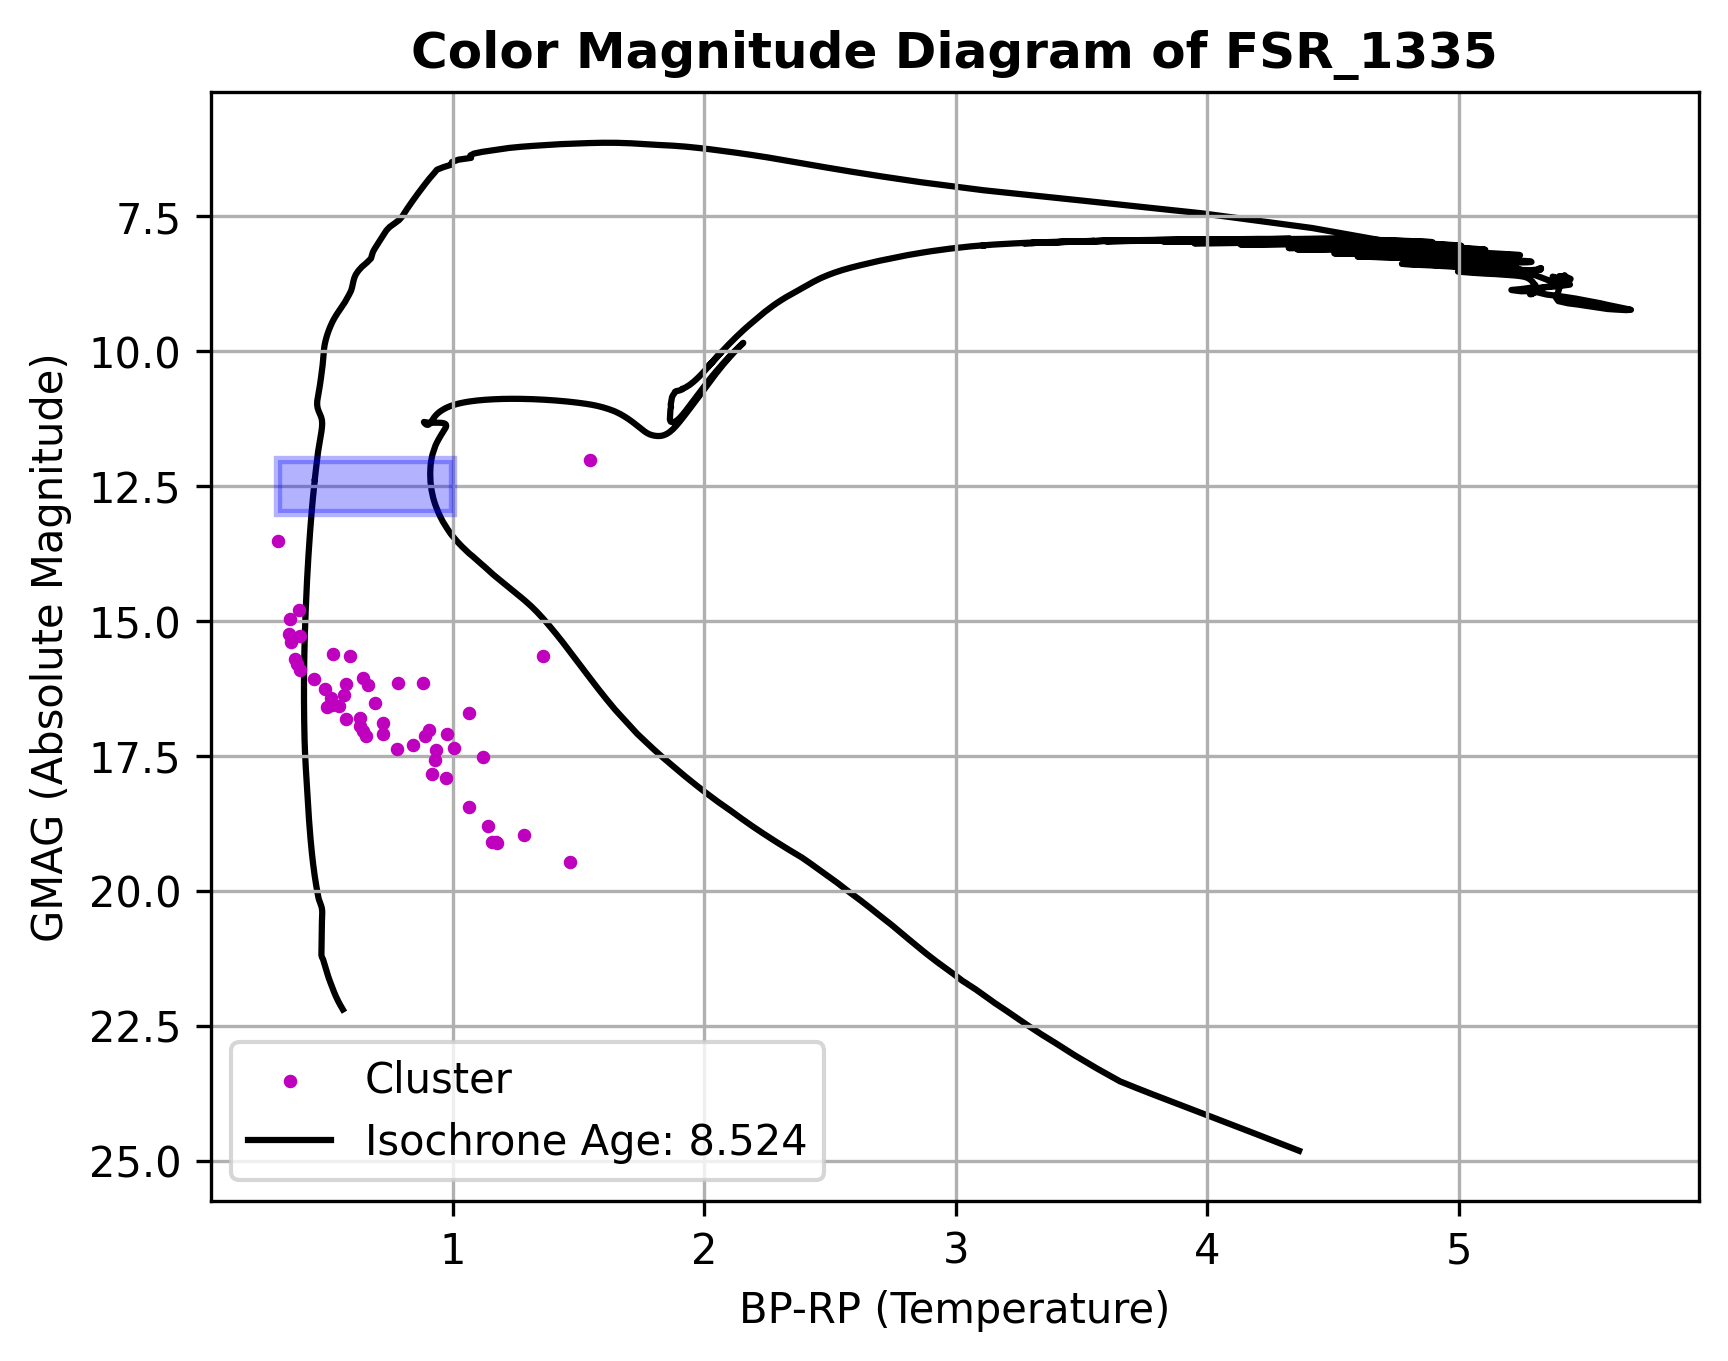 Color Magnitude Diagram of FSR_1335
GMAG (Absolute Magnitude)
7.5
10.0
12.5
15.0
17.5
20.0
22.5
25.0
Cluster
Isochrone Age: 8.524
1 2 3 4 5
BP-RP (Temperature)